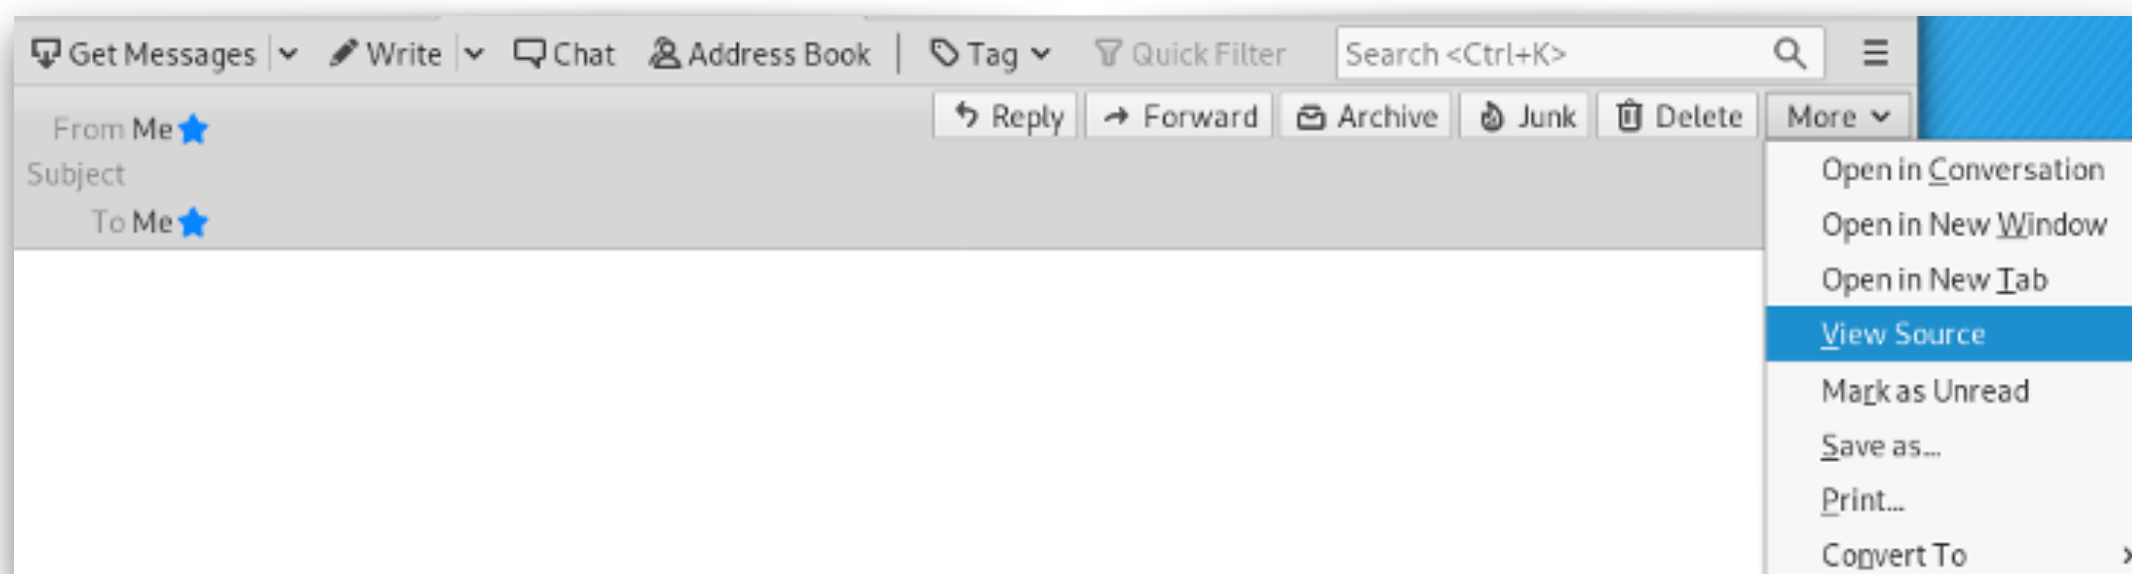 Get Messages Write Chat Address Book Tag Quick Filter Search <Ctrl+K>
From Me Reply Forward Archive Junk Delete More
Subject
To Me
Open in Conversation
Open in New Window
Open in New Tab
View Source
Mark as Unread
Save as...
Print...
Convert To